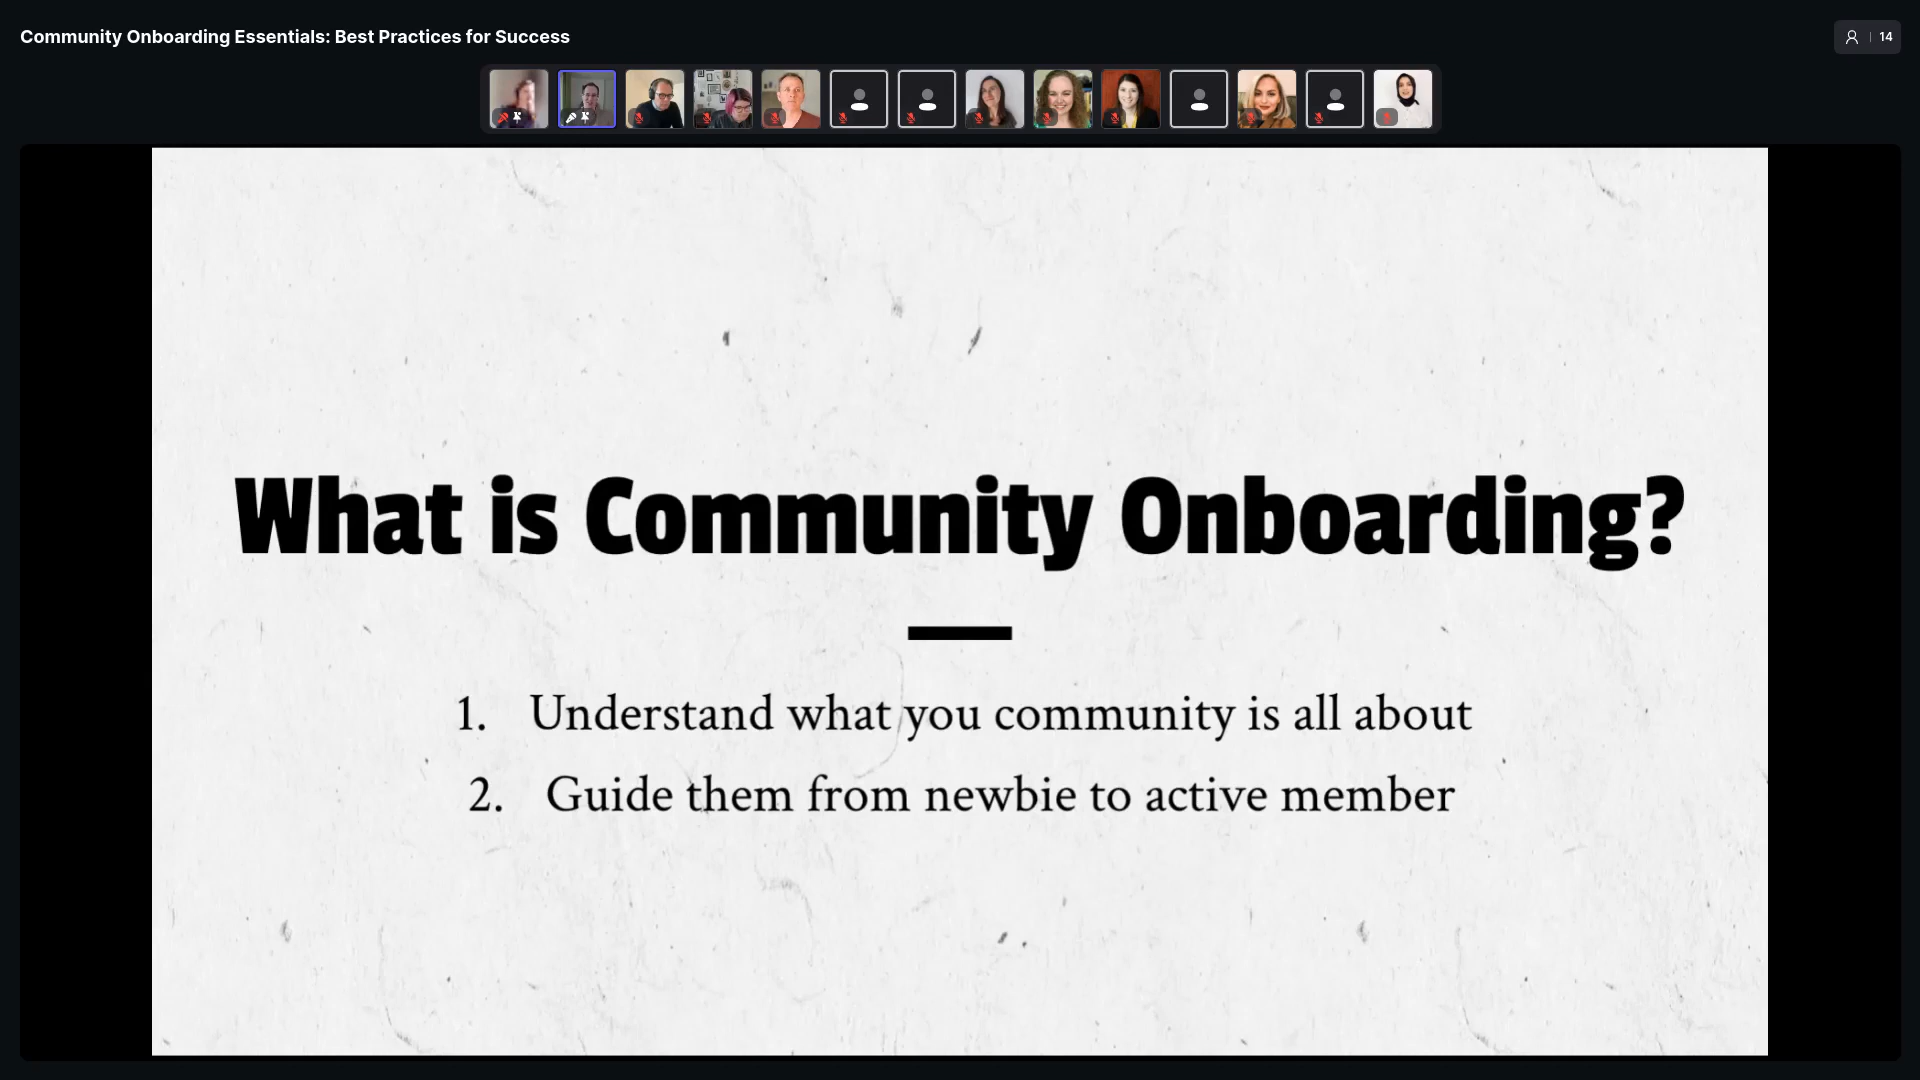 Community Onboarding Essentials: Best Practices for Success
14
What is Community Onboarding?
1. Understand what you community is all about
2. Guide them from newbie to active member